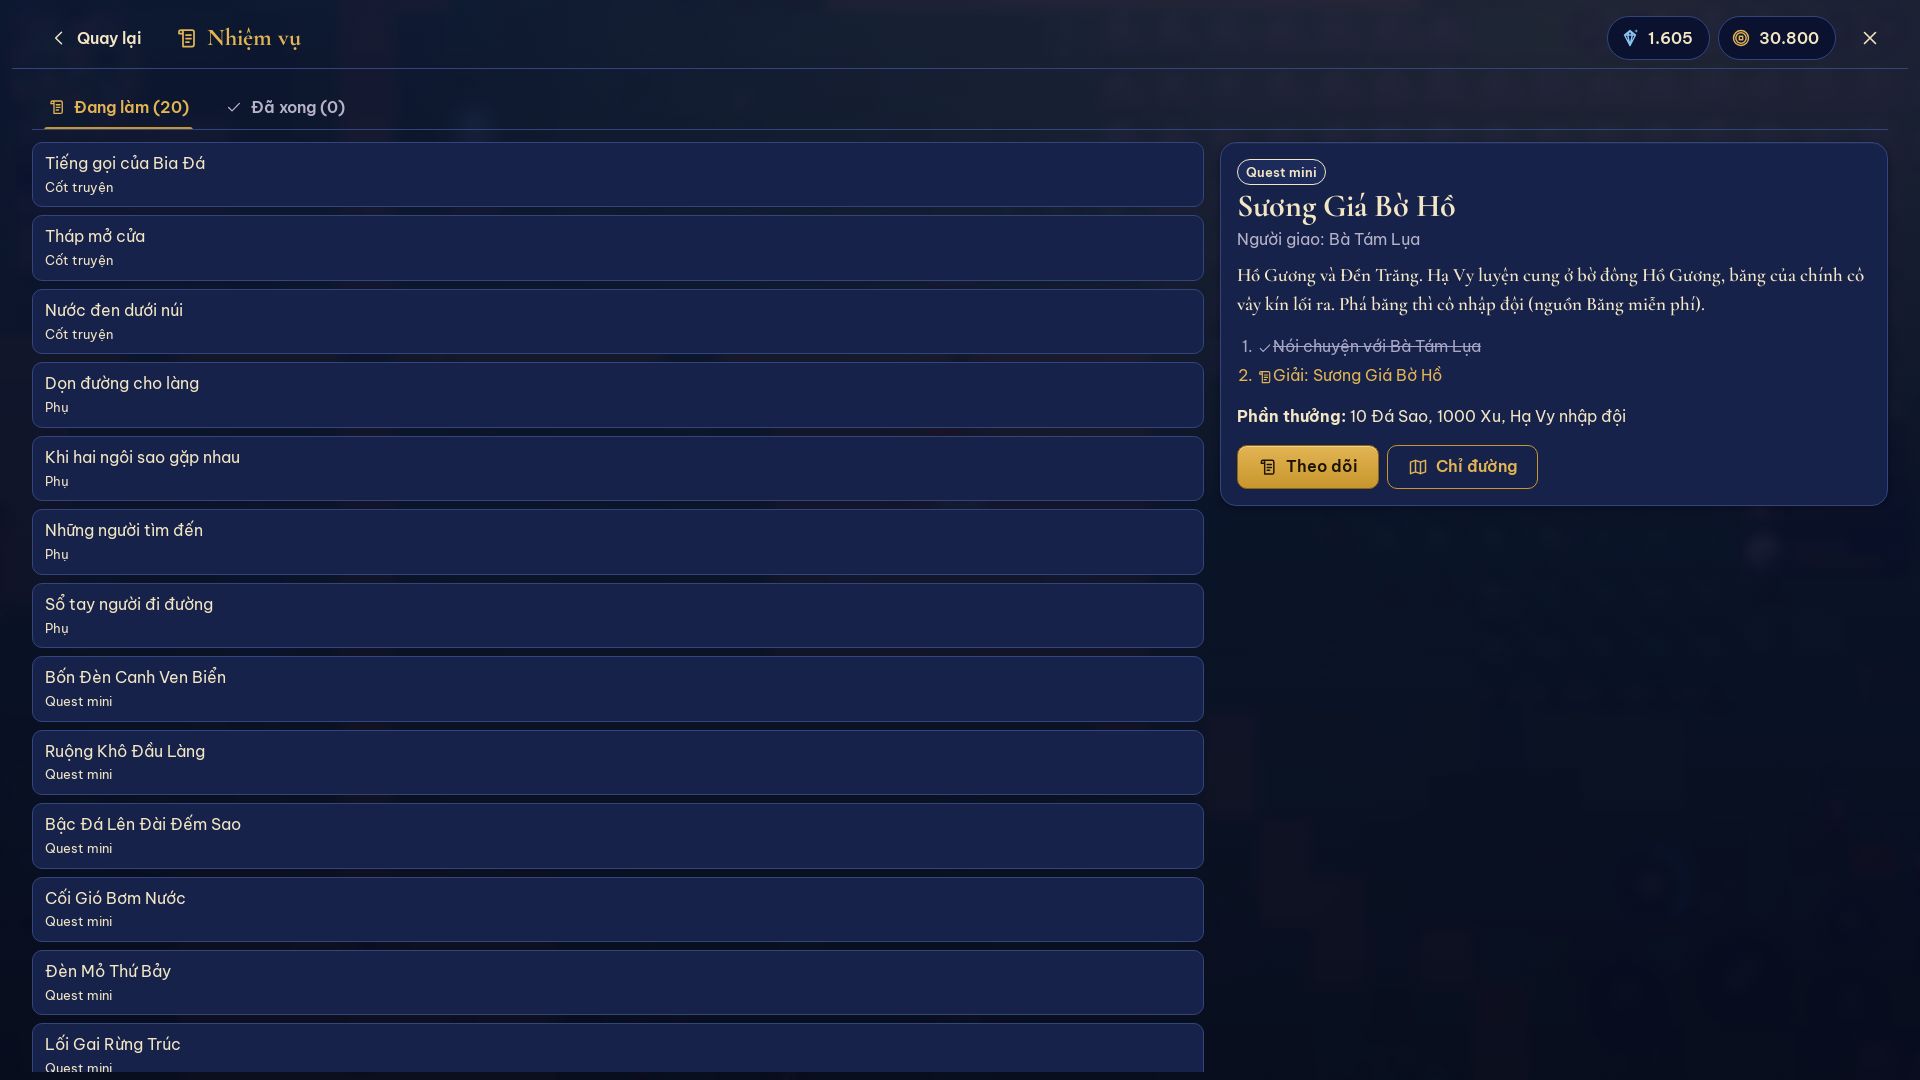 Quay lại
Nhiệm vụ
1.605
30.800
Đang làm (20)
Đã xong (0)
Tiếng gọi của Bia Đá
Cốt truyện
Tháp mở cửa
Cốt truyện
Nước đen dưới núi
Cốt truyện
Dọn đường cho làng
Phụ
Khi hai ngôi sao gặp nhau
Phụ
Những người tìm đến
Phụ
Sổ tay người đi đường
Phụ
Bốn Đèn Canh Ven Biển
Quest mini
Ruộng Khô Đầu Làng
Quest mini
Bậc Đá Lên Đài Đếm Sao
Quest mini
Cối Gió Bơm Nước
Quest mini
Đèn Mỏ Thứ Bảy
Quest mini
Lối Gai Rừng Trúc
Quest mini
Quest mini
Sương Giá Bờ Hồ
Người giao: Bà Tám Lụa
Hồ Gương và Đền Trăng. Hạ Vy luyện cung ở bờ đông Hồ Gương, băng của chính cô
vây kín lối ra. Phá băng thì cô nhập đội (nguồn Băng miễn phí).
1. Nói chuyện với Bà Tám Lụa
2. Giải: Sương Giá Bờ Hồ
Phần thưởng: 10 Đá Sao, 1000 Xu, Hạ Vy nhập đội
Theo dõi
Chỉ đường